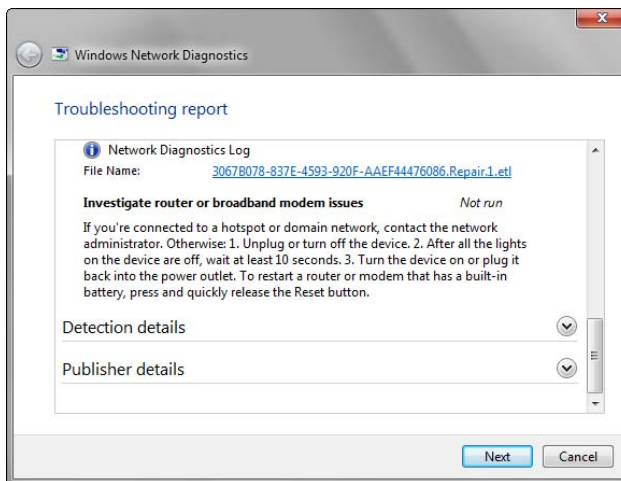 Windows Network Diagnostics
Troubleshooting report
Network Diagnostics Log
File Name: 3067B078-837E-4593-920F-AAEF44476086.Repair.1.etl
Investigate router or broadband modem issues Not run
If you're connected to a hotspot or domain network, contact the network
administrator. Otherwise: 1. Unplug or turn off the device. 2. After all the lights
on the device are off, wait at least 10 seconds. 3. Turn the device on or plug it
back into the power outlet. To restart a router or modem that has a built-in
battery, press and quickly release the Reset button.
Detection details
Publisher details
Next Cancel